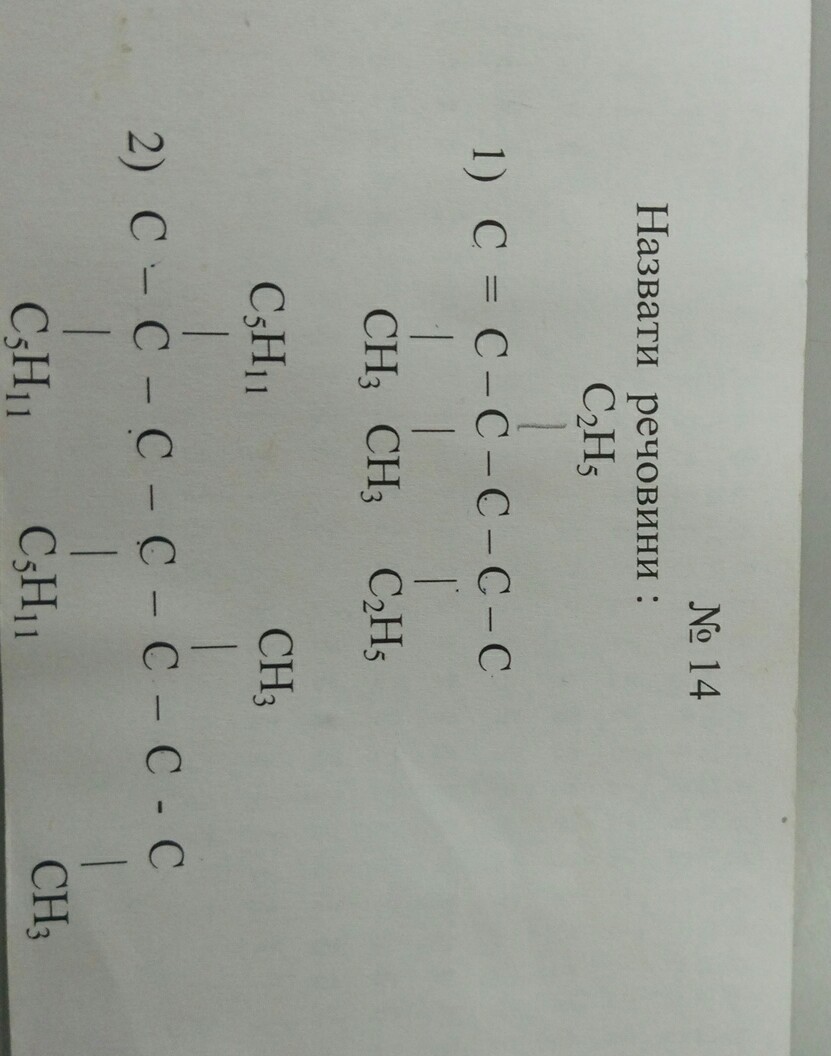 № 14
Назвати речовини :
C₂H₅
1) C = C – C – C – C – C
CH₃ CH₃ C₂H₅
C₅H₁₁ CH₃
2) C – C – C – C – C – C - C
C₅H₁₁ C₅H₁₁ CH₃